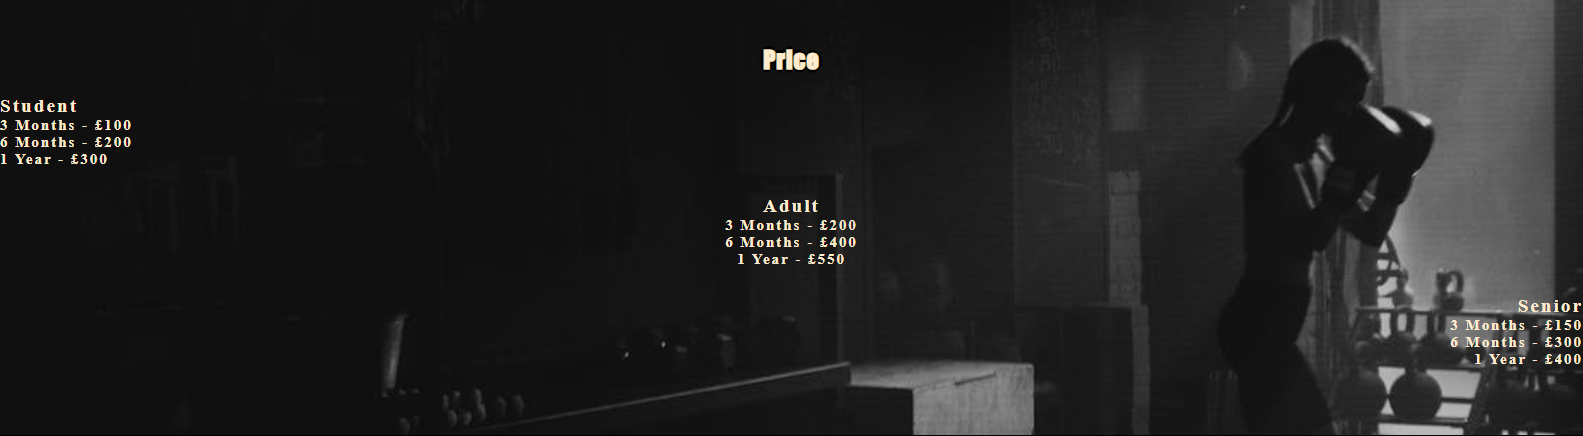 Price
Student
3 Months - £100
6 Months - £200
1 Year - £300
Adult
3 Months - £200
6 Months - £400
1 Year - £550
Senior
3 Months - £150
6 Months - £300
1 Year - £400